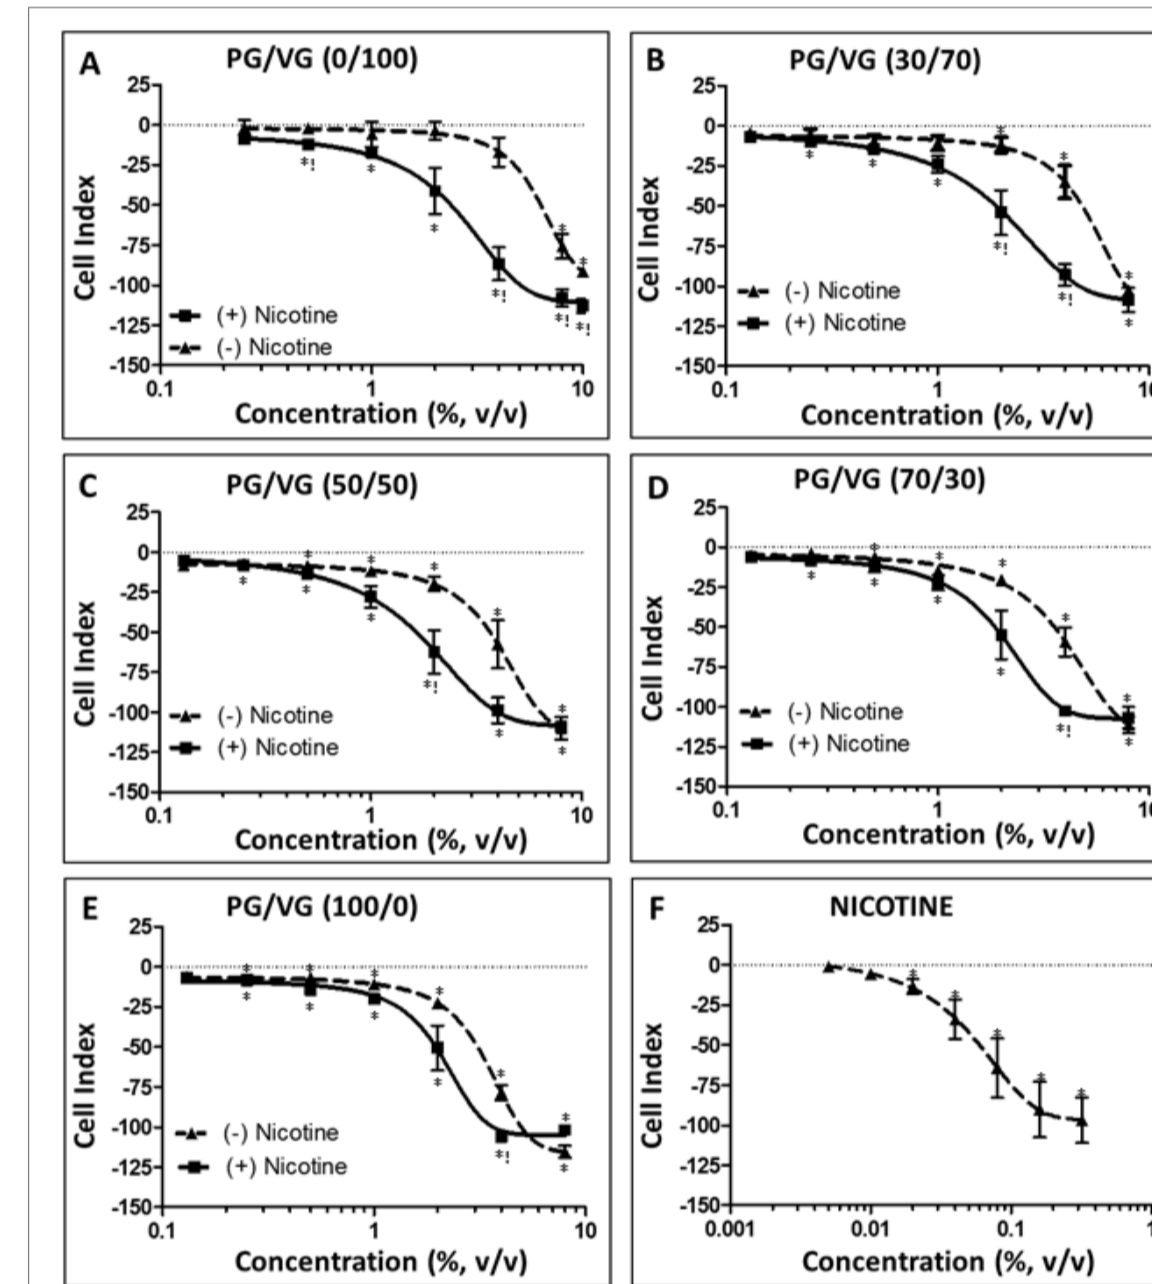 A PG/VG (0/100)
25
0
-25
-50
-75
-100
-125
-150
Cell Index
(+) Nicotine
(-) Nicotine
0.1 1 10
Concentration (%, v/v)
B PG/VG (30/70)
25
0
-25
-50
-75
-100
-125
-150
Cell Index
(-) Nicotine
(+) Nicotine
0.1 1 10
Concentration (%, v/v)
C PG/VG (50/50)
25
0
-25
-50
-75
-100
-125
-150
Cell Index
(-) Nicotine
(+) Nicotine
0.1 1 10
Concentration (%, v/v)
D PG/VG (70/30)
25
0
-25
-50
-75
-100
-125
-150
Cell Index
(-) Nicotine
(+) Nicotine
0.1 1 10
Concentration (%, v/v)
E PG/VG (100/0)
25
0
-25
-50
-75
-100
-125
-150
Cell Index
(-) Nicotine
(+) Nicotine
0.1 1 10
Concentration (%, v/v)
F NICOTINE
25
0
-25
-50
-75
-100
-125
-150
Cell Index
0.001 0.01 0.1 1
Concentration (%, v/v)